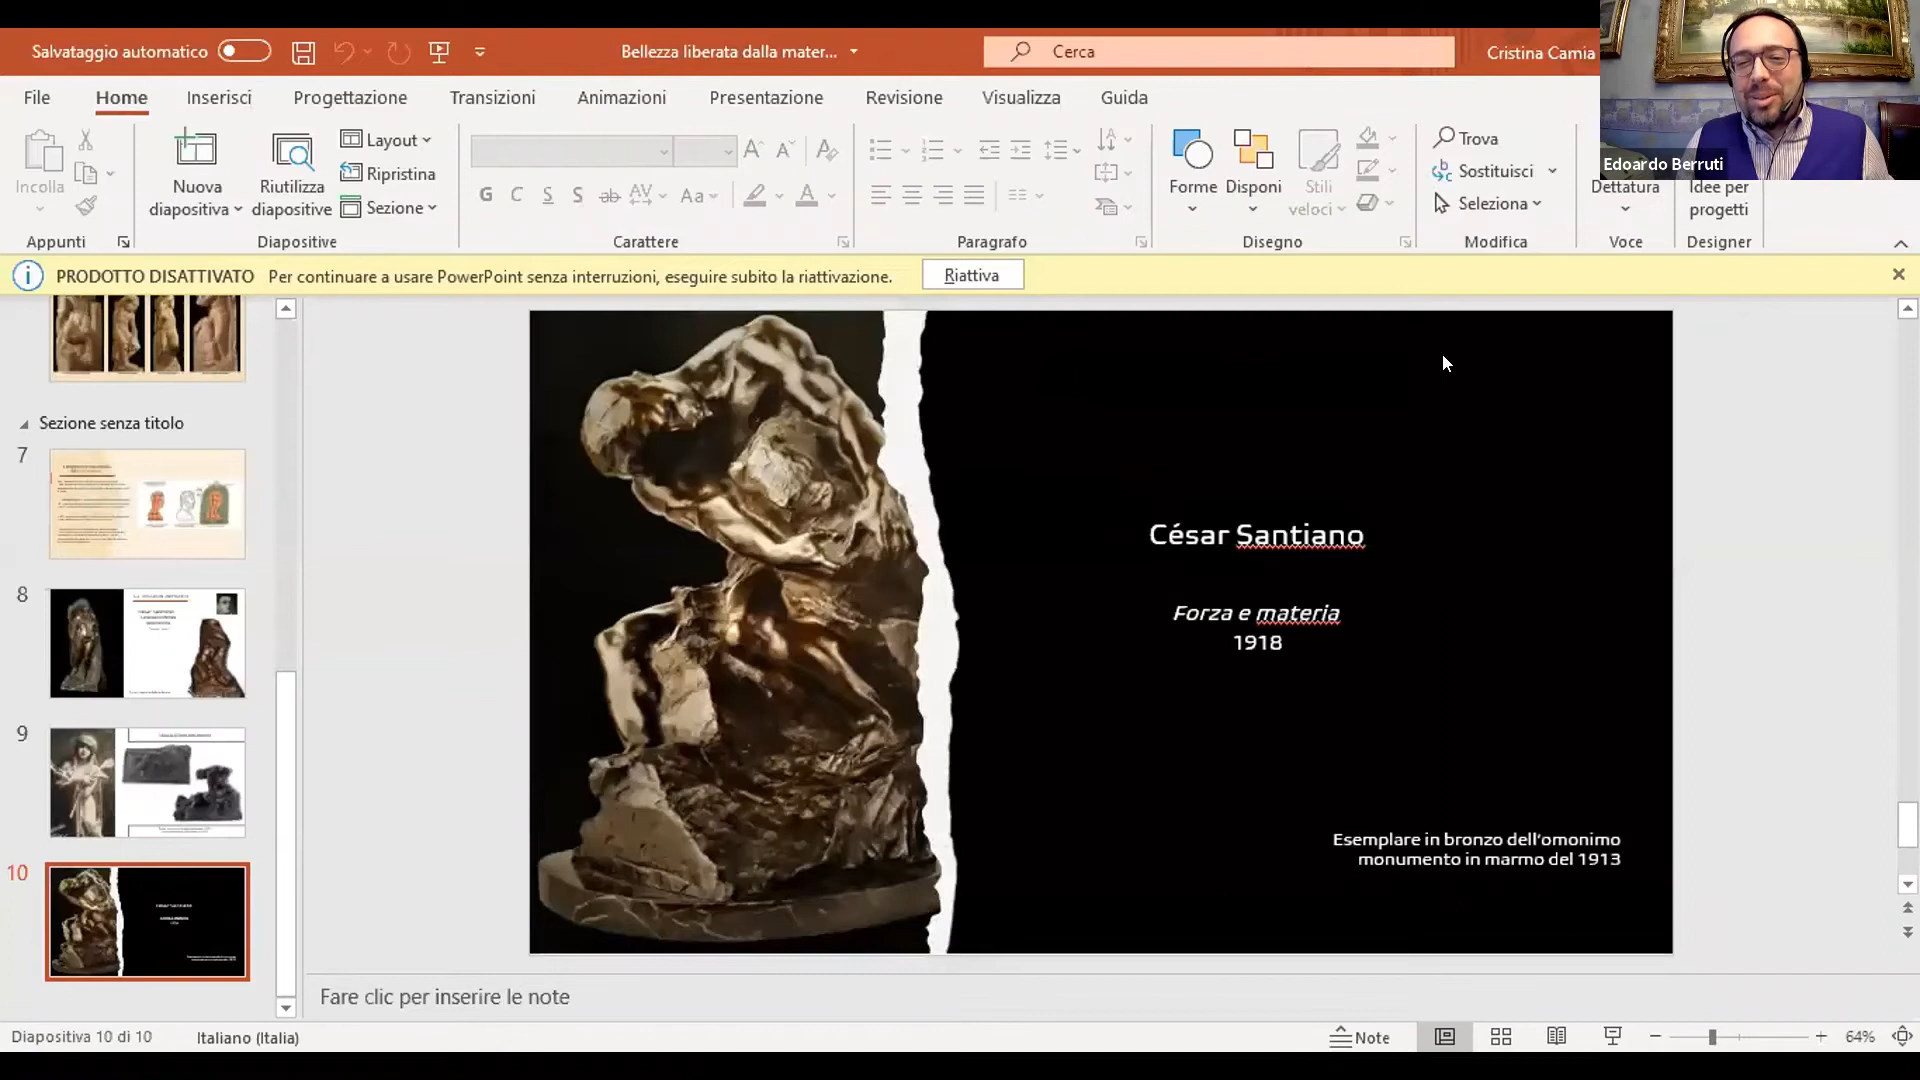 Salvataggio automatico
Bellezza liberata dalla mater...
Cerca
Cristina Camia
File
Home
Inserisci
Progettazione
Transizioni
Animazioni
Presentazione
Revisione
Visualizza
Guida
Incolla
Nuova
diapositiva
Riutilizza
diapositive
Layout
Ripristina
Sezione
G C S S ab AV Aa A
Forme
Disponi
Stili
veloci
Trova
Sostituisci
Seleziona
Dettatura
Idee per
progetti
Edoardo Berruti
Appunti
Diapositive
Carattere
Paragrafo
Disegno
Modifica
Voce
Designer
PRODOTTO DISATTIVATO Per continuare a usare PowerPoint senza interruzioni, eseguire subito la riattivazione.
Riattiva
Sezione senza titolo
7
8
9
10
César Santiano
Forza e materia
1918
Esemplare in bronzo dell'omonimo
monumento in marmo del 1913
Fare clic per inserire le note
Diapositiva 10 di 10
Italiano (Italia)
Note
64%